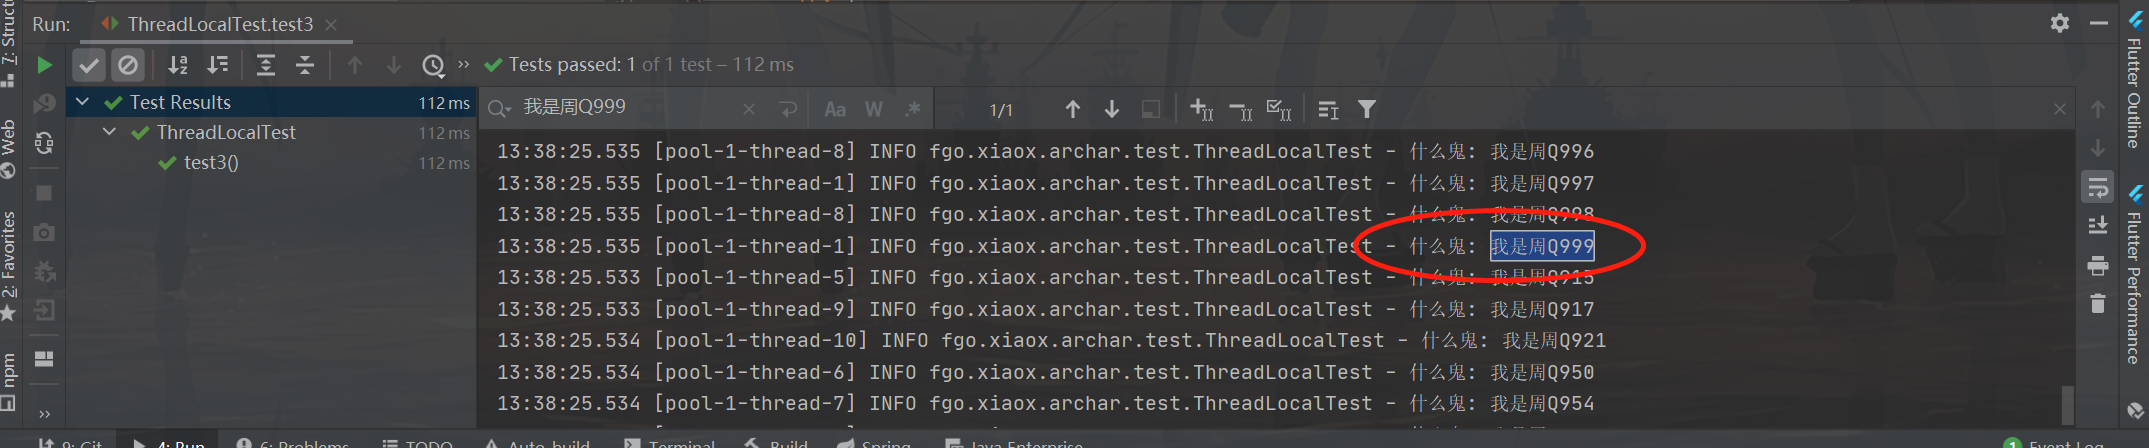 Run: ThreadLocalTest.test3
Tests passed: 1 of 1 test – 112 ms
Test Results 112 ms
ThreadLocalTest 112 ms
test3() 112 ms
我是周Q999 Aa W .* 1/1
13:38:25.535 [pool-1-thread-8] INFO fgo.xiaox.archar.test.ThreadLocalTest - 什么鬼: 我是周Q996
13:38:25.535 [pool-1-thread-1] INFO fgo.xiaox.archar.test.ThreadLocalTest - 什么鬼: 我是周Q997
13:38:25.535 [pool-1-thread-8] INFO fgo.xiaox.archar.test.ThreadLocalTest - 什么鬼: 我是周Q998
13:38:25.535 [pool-1-thread-1] INFO fgo.xiaox.archar.test.ThreadLocalTest - 什么鬼: 我是周Q999
13:38:25.533 [pool-1-thread-5] INFO fgo.xiaox.archar.test.ThreadLocalTest - 什么鬼: 我是周Q915
13:38:25.533 [pool-1-thread-9] INFO fgo.xiaox.archar.test.ThreadLocalTest - 什么鬼: 我是周Q917
13:38:25.534 [pool-1-thread-10] INFO fgo.xiaox.archar.test.ThreadLocalTest - 什么鬼: 我是周Q921
13:38:25.534 [pool-1-thread-6] INFO fgo.xiaox.archar.test.ThreadLocalTest - 什么鬼: 我是周Q950
13:38:25.534 [pool-1-thread-7] INFO fgo.xiaox.archar.test.ThreadLocalTest - 什么鬼: 我是周Q954
7: Struct
Web
2: Favorites
npm
Flutter Outline
Flutter Performance
9: Git 4: Run 6: Problems TODO Auto-build Terminal Build Spring Java Enterprise 1 Event Log